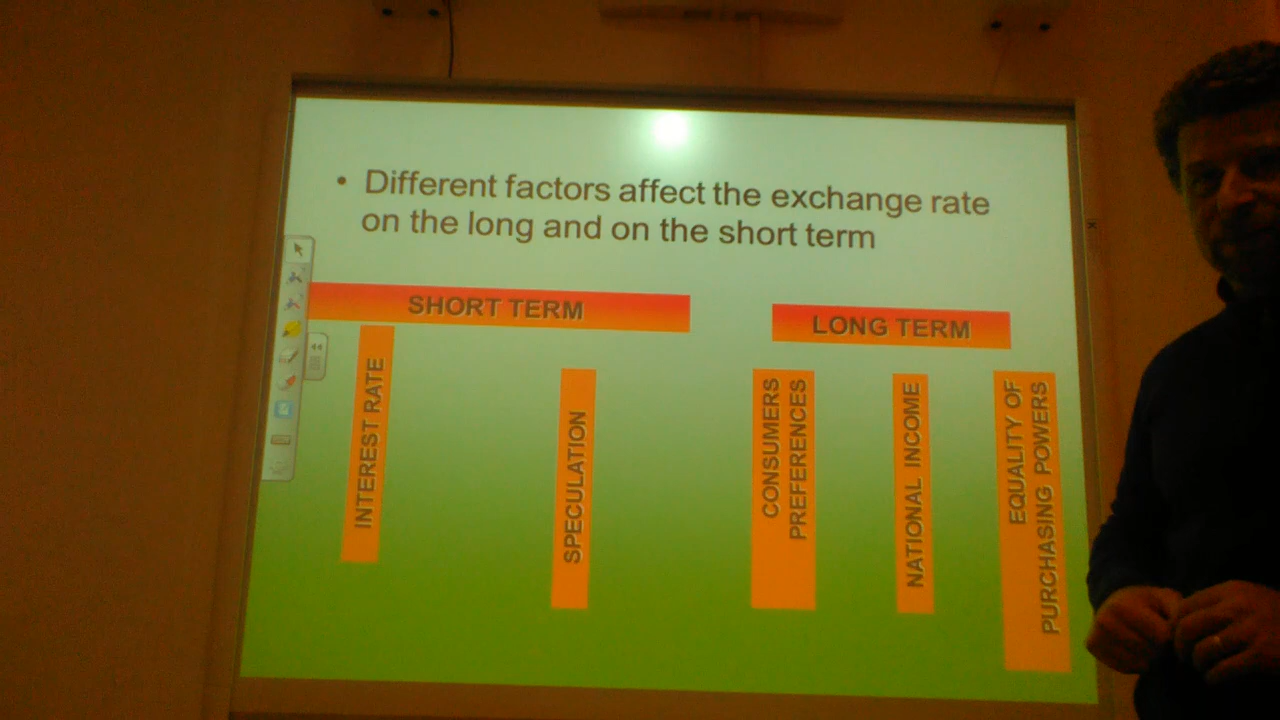 • Different factors affect the exchange rate
on the long and on the short term
SHORT TERM
LONG TERM
INTEREST RATE
SPECULATION
CONSUMERS
PREFERENCES
NATIONAL INCOME
EQUALITY OF
PURCHASING POWERS